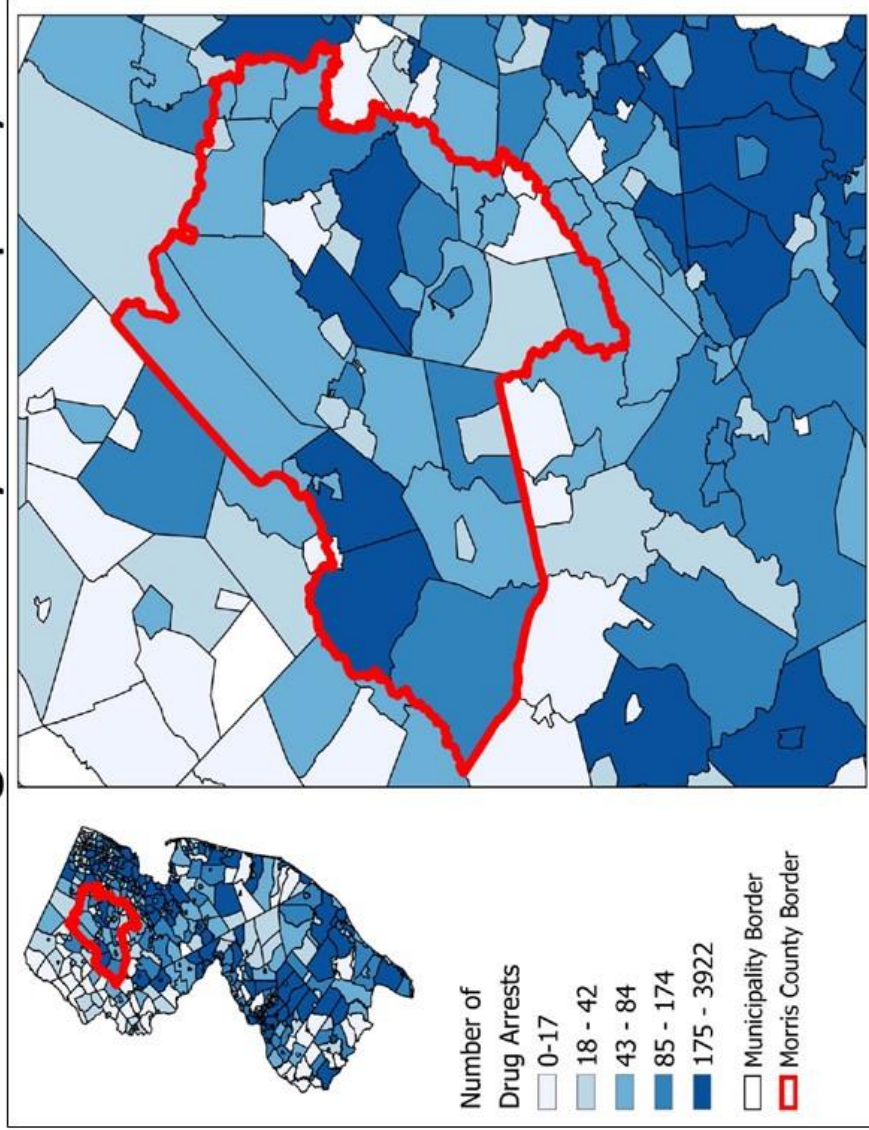 Number of
Drug Arrests
0-17
18 - 42
43 - 84
85 - 174
175 - 3922
Municipality Border
Morris County Border